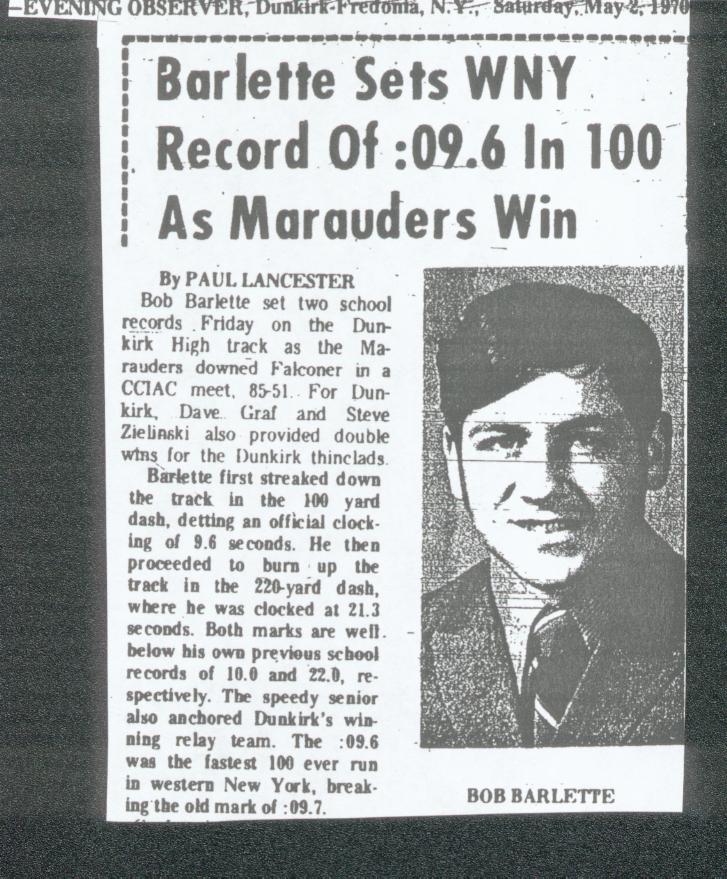 —EVENING OBSERVER, Dunkirk-Fredonia, N.Y., Saturday, May 2, 1970
Barlette Sets WNY
Record Of :09.6 In 100
As Marauders Win
By PAUL LANCESTER
Bob Barlette set two school
records Friday on the Dun-
kirk High track as the Ma-
rauders downed Falconer in a
CCIAC meet, 85-51. For Dun-
kirk, Dave Graf and Steve
Zielinski also provided double
wins for the Dunkirk thinclads.
Barlette first streaked down
the track in the 100 yard
dash, detting an official clock-
ing of 9.6 seconds. He then
proceeded to burn up the
track in the 220-yard dash,
where he was clocked at 21.3
seconds. Both marks are well
below his own previous school
records of 10.0 and 22.0, re-
spectively. The speedy senior
also anchored Dunkirk's win-
ning relay team. The :09.6
was the fastest 100 ever run
in western New York, break-
ing the old mark of :09.7.
BOB BARLETTE